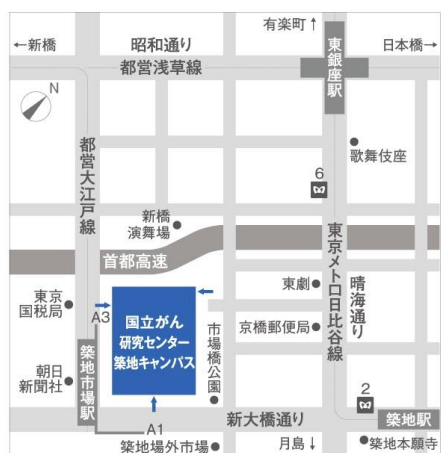 有楽町↑
←新橋
昭和通り
日本橋→
都営浅草線
東銀座駅
N
都営大江戸線
歌舞伎座
6
新橋
演舞場
首都高速
東京メトロ日比谷線
晴海通り
東劇
東京
国税局
A3
国立がん
研究センター
築地キャンパス
京橋郵便局
市場橋公園
朝日
新聞社
築地市場駅
2
A1
新大橋通り
築地駅
築地場外市場
月島↓
築地本願寺